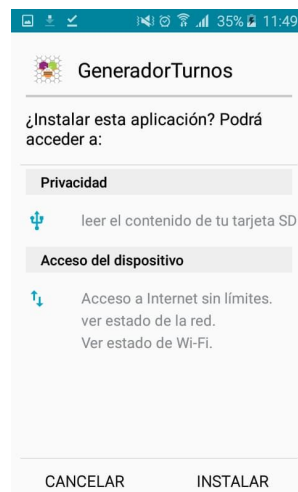 35% 11:49
GeneradorTurnos
¿Instalar esta aplicación? Podrá
acceder a:
Privacidad
leer el contenido de tu tarjeta SD
Acceso del dispositivo
Acceso a Internet sin límites.
ver estado de la red.
Ver estado de Wi-Fi.
CANCELAR INSTALAR